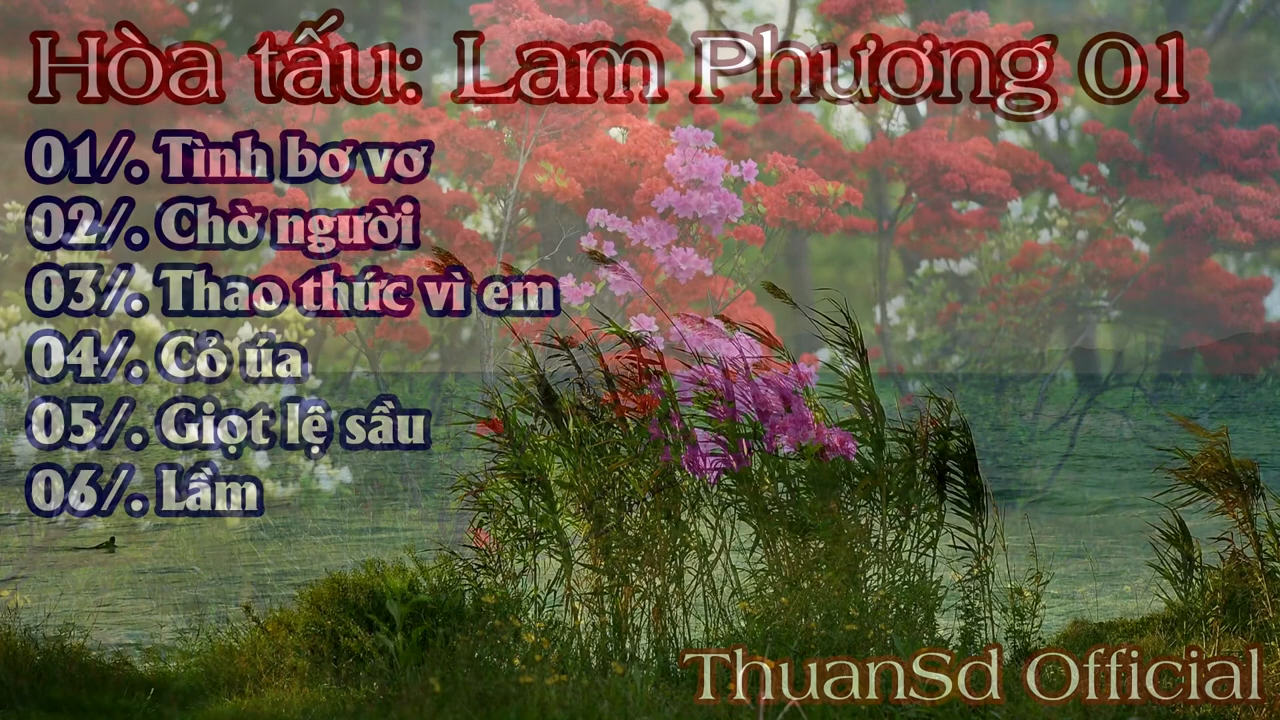 Hòa tấu: Lam Phương 01
01/. Tình bơ vơ
02/. Chờ người
03/. Thao thức vì em
04/. Cỏ úa
05/. Giọt lệ sầu
06/. Lầm
ThuanSd Official